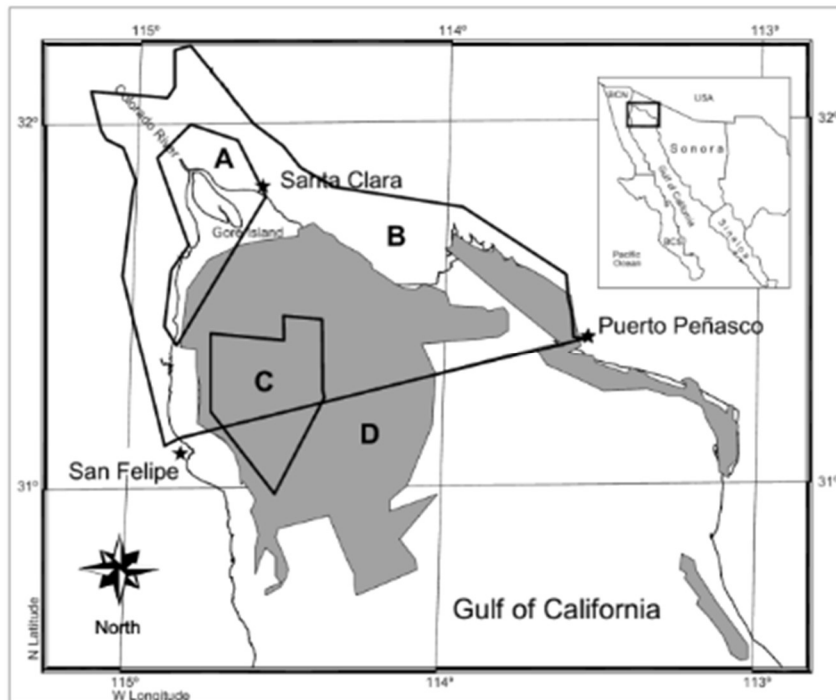 115°
114°
113°
32°
32°
Colorado River
A
Santa Clara
Gore Island
B
BCN
USA
Sonora
Gulf of California
BCS
Sinaloa
Pacific
Ocean
Puerto Peñasco
C
D
San Felipe
31°
31°
North
Gulf of California
N Latitude
115°
114°
113°
W Longitude